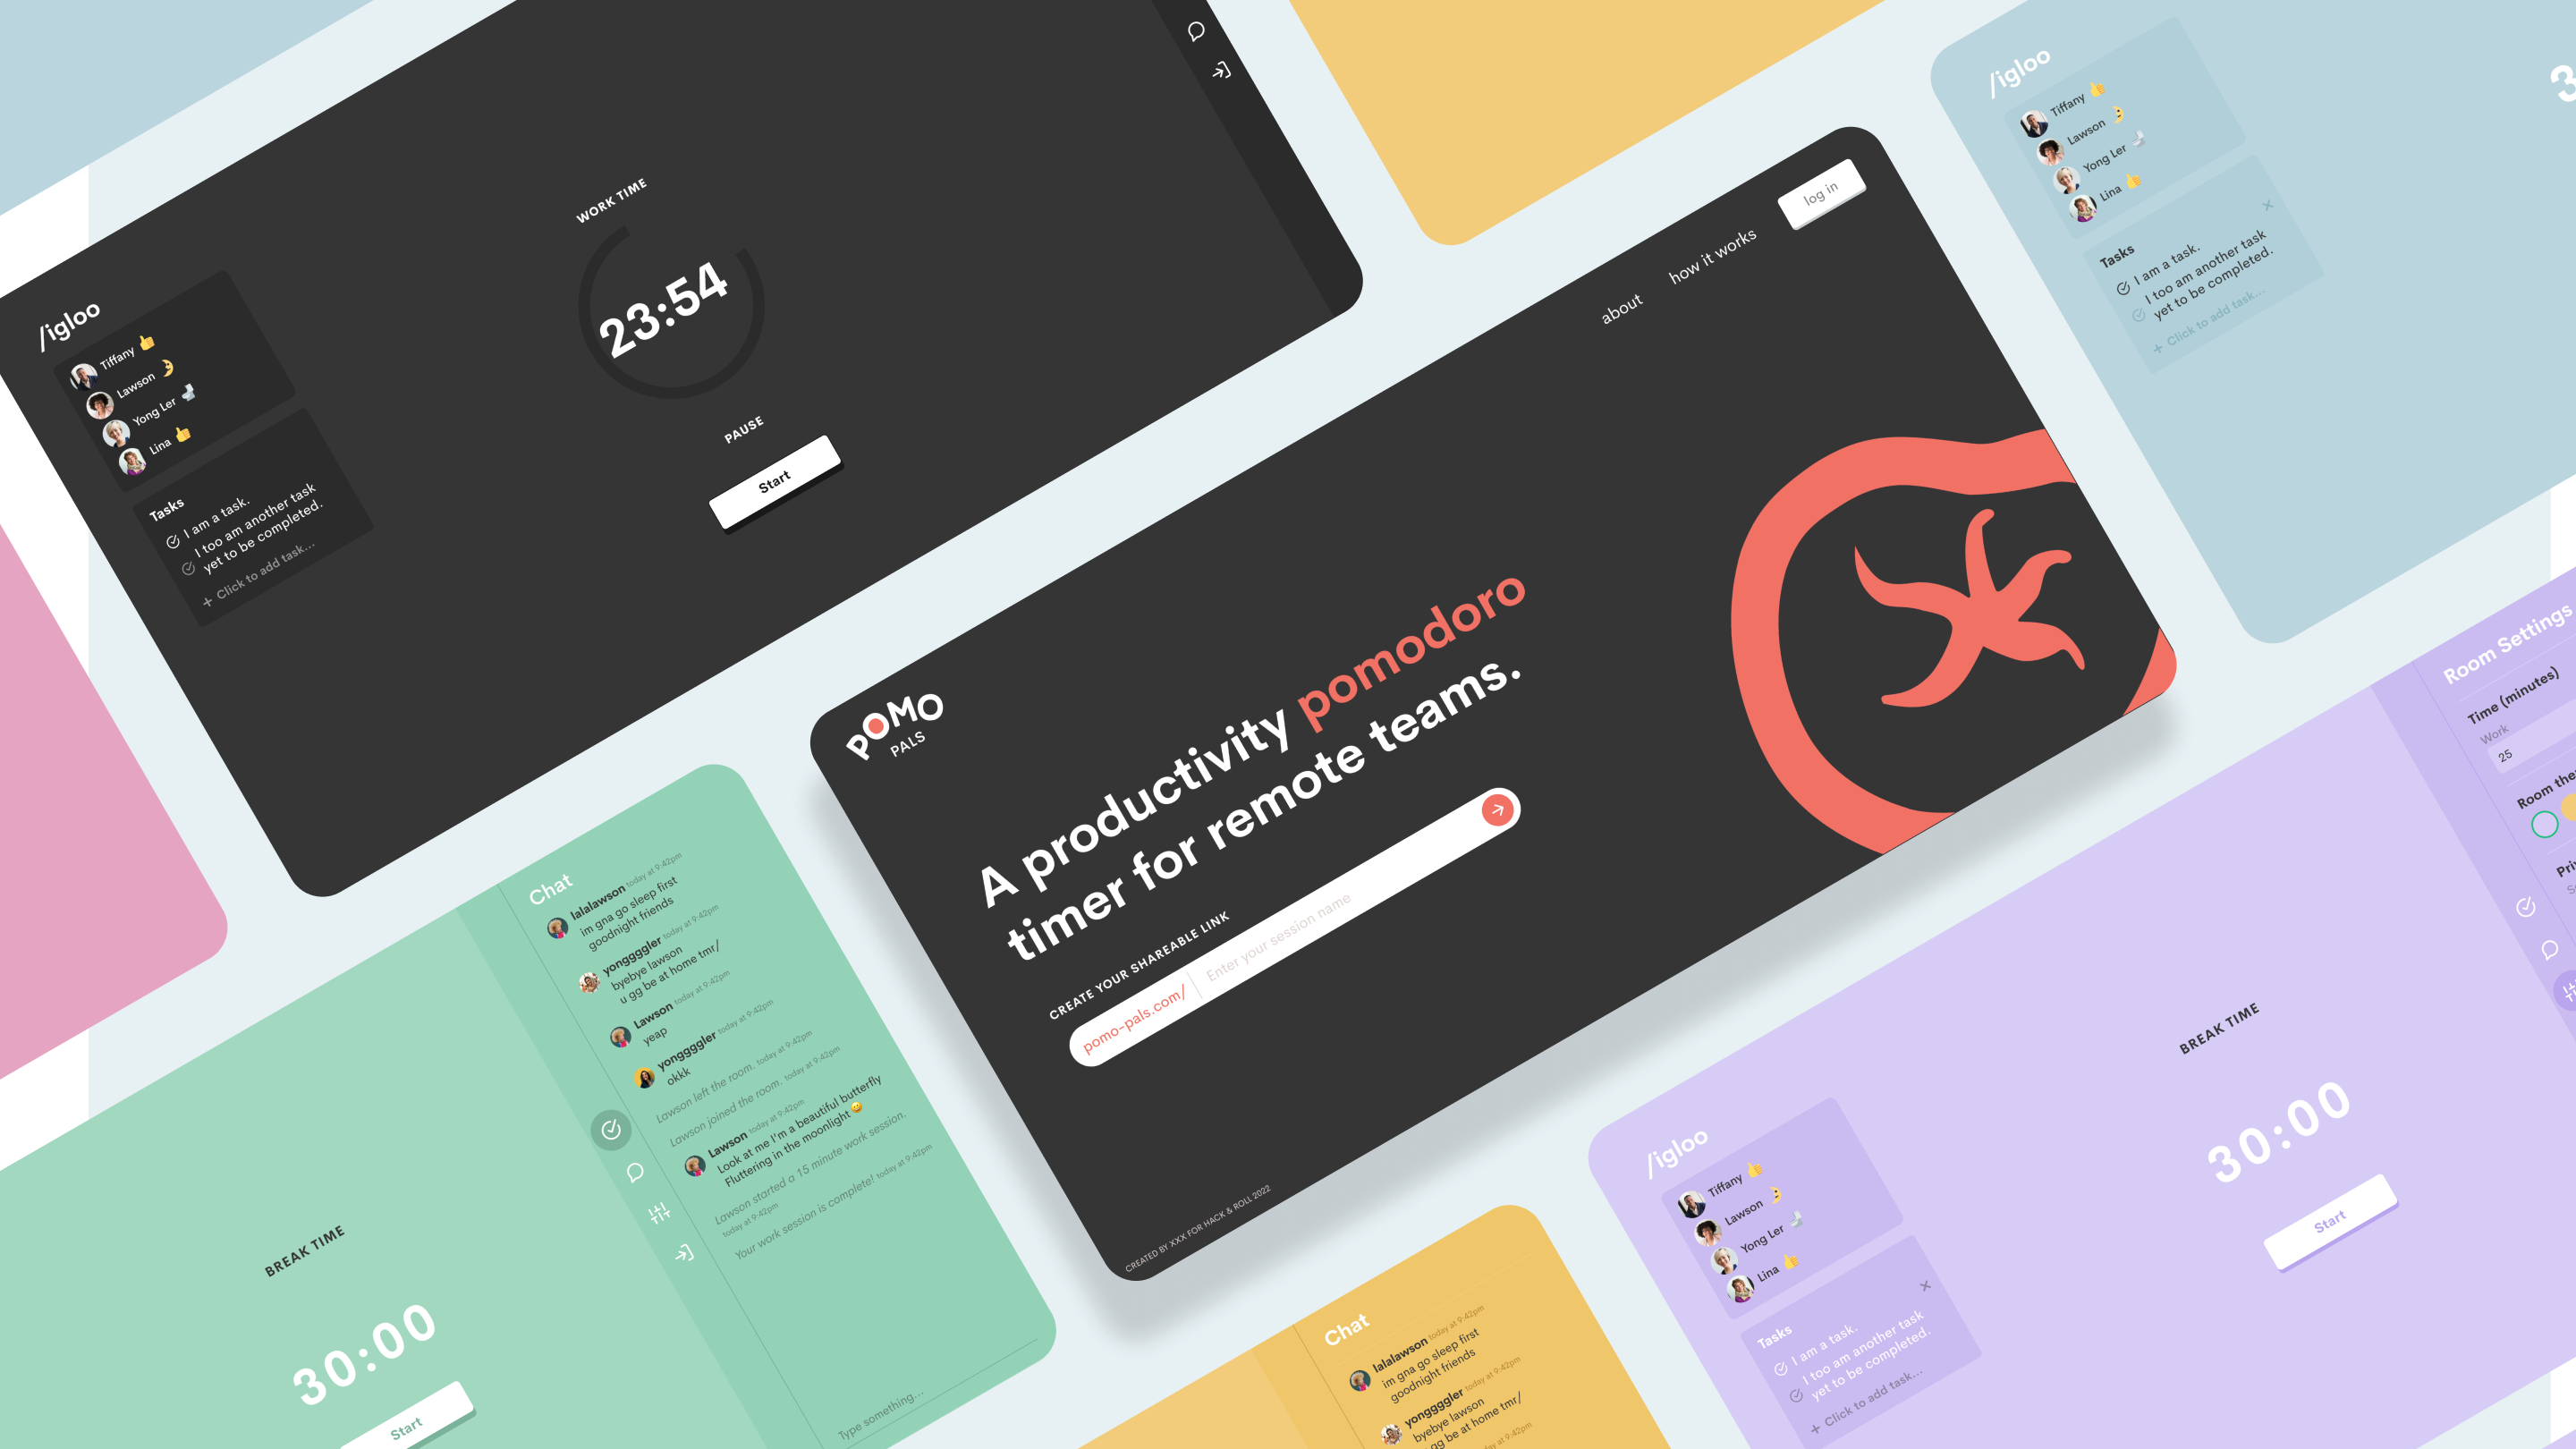 /igloo
Tiffany 👍
Lawson 🤌
Yong Ler 🚽
Lina 👍
Tasks
I am a task.
I too am another task
yet to be completed.
+ Click to add task...
WORK TIME
23:54
PAUSE
Start
POMO
PALS
about
how it works
log in
A productivity pomodoro
timer for remote teams.
CREATE YOUR SHAREABLE LINK
pomo-pals.com/
Enter your session name
CREATED BY XXX FOR HACK & ROLL 2022
/igloo
Tiffany 👍
Lawson
Yong Ler 🚽
Lina 👍
Tasks
I am a task.
I too am another task
yet to be completed.
+ Click to add task...
BREAK TIME
30:00
Start
Chat
lalalawson today at 9:42pm
im gna go sleep first
goodnight friends
yonggggler today at 9:42pm
byebye lawson
u gg be at home tmr/
Lawson today at 9:42pm
yeap
yonggggler today at 9:42pm
okkk
Lawson left the room. today at 9:42pm
Lawson joined the room. today at 9:42pm
Lawson today at 9:42pm
Look at me I'm a beautiful butterfly
Fluttering in the moonlight 😀
Lawson started a 15 minute work session.
today at 9:42pm
Your work session is complete! today at 9:42pm
Type something...
Chat
lalalawson today at 9:42pm
im gna go sleep first
goodnight friends
yonggggler today at 9:42pm
byebye lawson
gg be at home tmr/
/igloo
Tiffany 👍
Lawson
Yong Ler 🚽
Lina 👍
Tasks
I am a task.
I too am another task
yet to be completed.
+ Click to add task...
BREAK TIME
30:00
Start
Room Settings
Time (minutes)
Work
25
Room